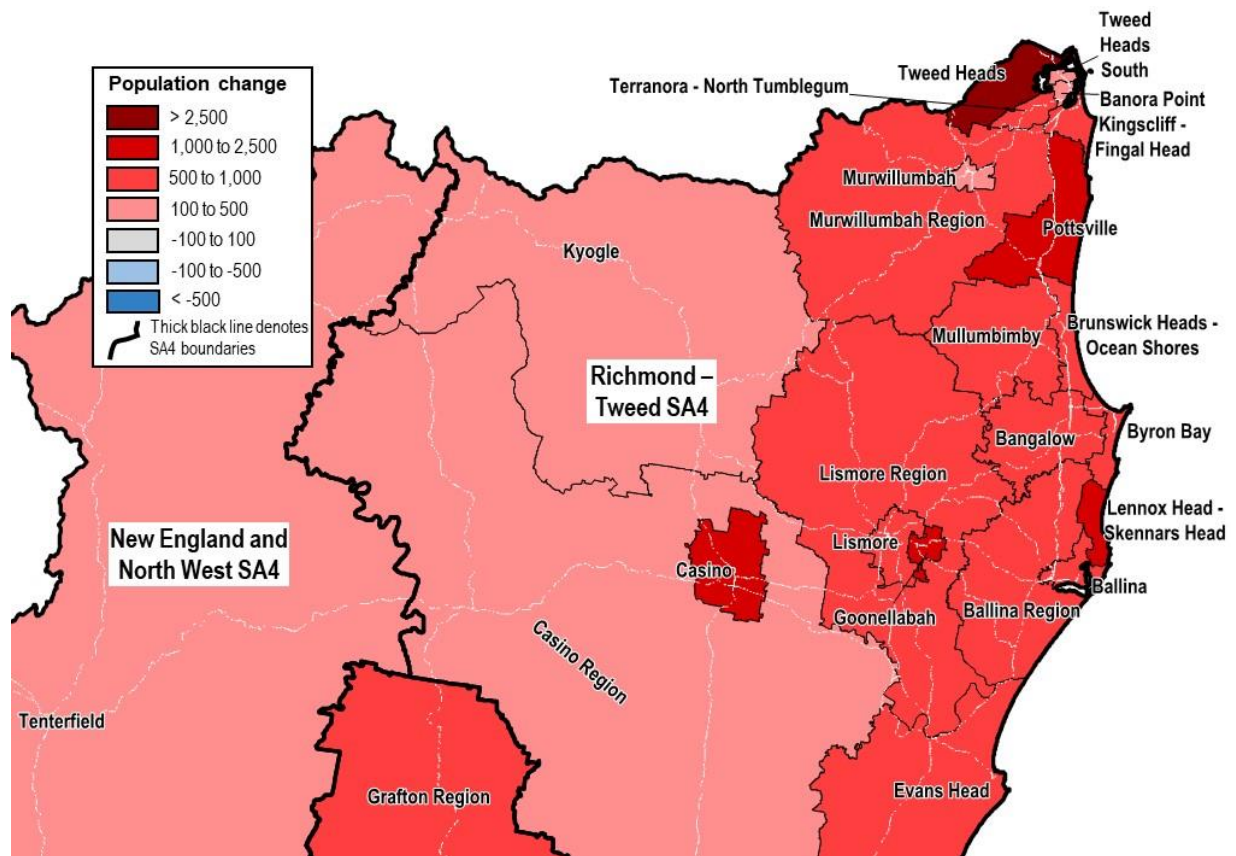 Population change
> 2,500
1,000 to 2,500
500 to 1,000
100 to 500
-100 to 100
-100 to -500
< -500
Thick black line denotes
SA4 boundaries
Tweed
Heads
South
Tweed Heads
Terranora - North Tumblegum
Banora Point
Kingscliff -
Fingal Head
Murwillumbah
Murwillumbah Region
Pottsville
Kyogle
Mullumbimby
Brunswick Heads -
Ocean Shores
Richmond –
Tweed SA4
Bangalow
Byron Bay
Lismore Region
Lennox Head -
Skennars Head
New England and
North West SA4
Lismore
Casino
Ballina
Goonellabah
Ballina Region
Casino Region
Tenterfield
Grafton Region
Evans Head